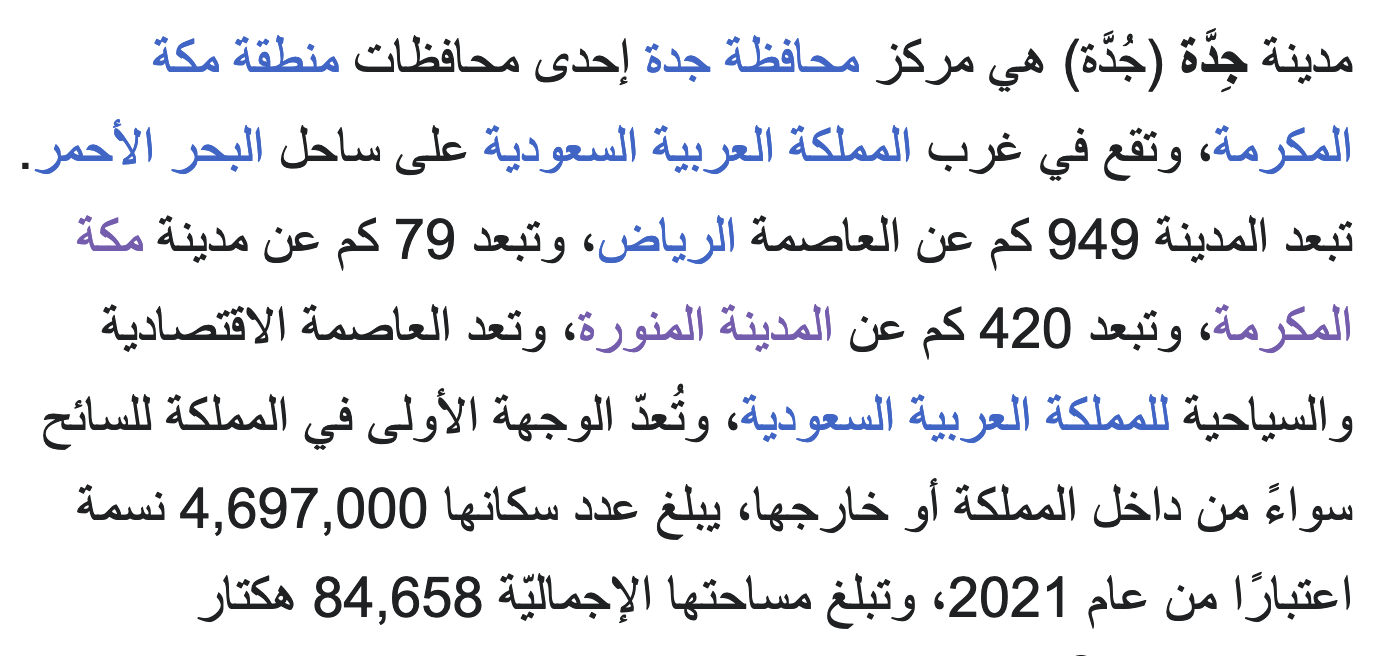 مدينة جِدَّة (جُدَّة) هي مركز محافظة جدة إحدى محافظات منطقة مكة
المكرمة، وتقع في غرب المملكة العربية السعودية على ساحل البحر الأحمر.
تبعد المدينة 949 كم عن العاصمة الرياض، وتبعد 79 كم عن مدينة مكة
المكرمة، وتبعد 420 كم عن المدينة المنورة، وتعد العاصمة الاقتصادية
والسياحية للمملكة العربية السعودية، وتُعدّ الوجهة الأولى في المملكة للسائح
سواءً من داخل المملكة أو خارجها، يبلغ عدد سكانها 4,697,000 نسمة
اعتبارًا من عام 2021، وتبلغ مساحتها الإجماليّة 84,658 هكتار